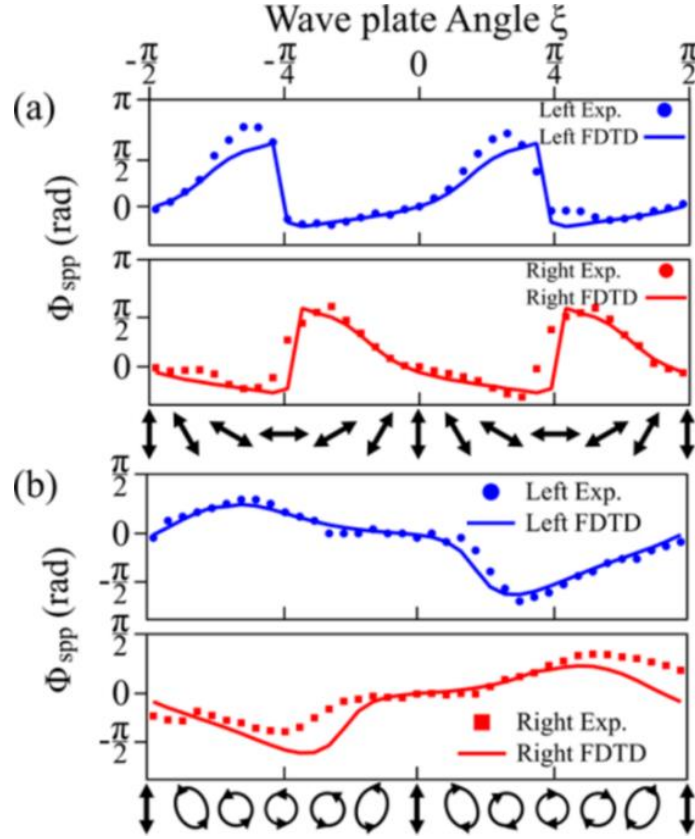 Wave plate Angle ξ
-π/2 -π/4 0 π/4 π/2
(a)
π
Left Exp.
Left FDTD
π/2
0
Φspp (rad)
π
Right Exp.
Right FDTD
π/2
0
(b)
π/2
Left Exp.
Left FDTD
0
-π/2
Φspp (rad)
π/2
0
Right Exp.
Right FDTD
-π/2